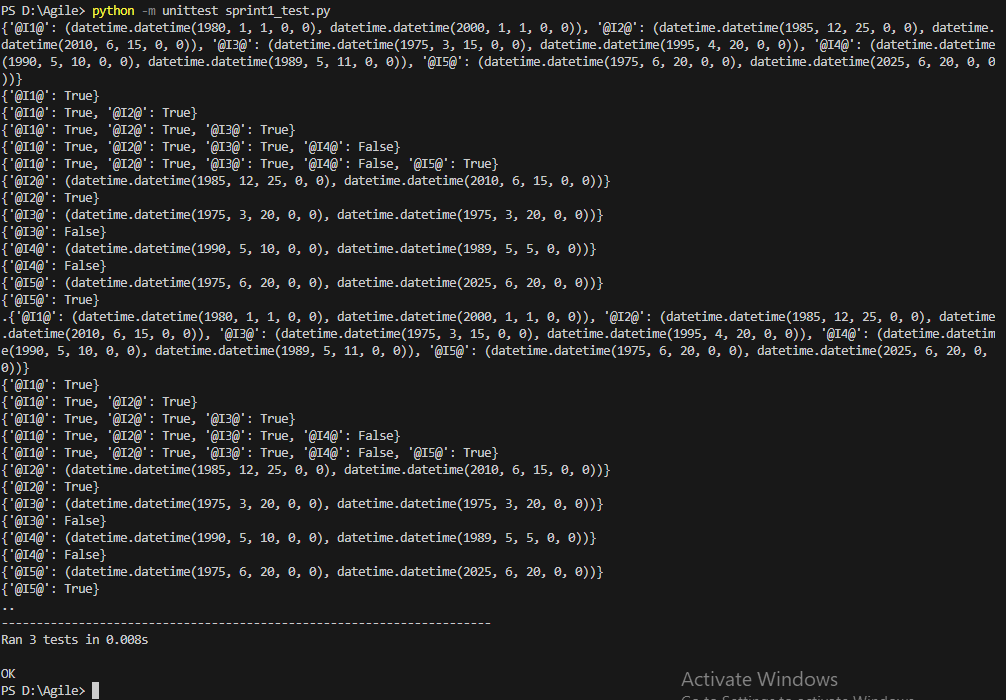 PS D:\Agile> python -m unittest sprint1_test.py
{'@I1@': (datetime.datetime(1980, 1, 1, 0, 0), datetime.datetime(2000, 1, 1, 0, 0)), '@I2@': (datetime.datetime(1985, 12, 25, 0, 0), datetime.
datetime(2010, 6, 15, 0, 0)), '@I3@': (datetime.datetime(1975, 3, 15, 0, 0), datetime.datetime(1995, 4, 20, 0, 0)), '@I4@': (datetime.datetime
(1990, 5, 10, 0, 0), datetime.datetime(1989, 5, 11, 0, 0)), '@I5@': (datetime.datetime(1975, 6, 20, 0, 0), datetime.datetime(2025, 6, 20, 0, 0
))}
{'@I1@': True}
{'@I1@': True, '@I2@': True}
{'@I1@': True, '@I2@': True, '@I3@': True}
{'@I1@': True, '@I2@': True, '@I3@': True, '@I4@': False}
{'@I1@': True, '@I2@': True, '@I3@': True, '@I4@': False, '@I5@': True}
{'@I2@': (datetime.datetime(1985, 12, 25, 0, 0), datetime.datetime(2010, 6, 15, 0, 0))}
{'@I2@': True}
{'@I3@': (datetime.datetime(1975, 3, 20, 0, 0), datetime.datetime(1975, 3, 20, 0, 0))}
{'@I3@': False}
{'@I4@': (datetime.datetime(1990, 5, 10, 0, 0), datetime.datetime(1989, 5, 5, 0, 0))}
{'@I4@': False}
{'@I5@': (datetime.datetime(1975, 6, 20, 0, 0), datetime.datetime(2025, 6, 20, 0, 0))}
{'@I5@': True}
.{'@I1@': (datetime.datetime(1980, 1, 1, 0, 0), datetime.datetime(2000, 1, 1, 0, 0)), '@I2@': (datetime.datetime(1985, 12, 25, 0, 0), datetime
.datetime(2010, 6, 15, 0, 0)), '@I3@': (datetime.datetime(1975, 3, 15, 0, 0), datetime.datetime(1995, 4, 20, 0, 0)), '@I4@': (datetime.datetim
e(1990, 5, 10, 0, 0), datetime.datetime(1989, 5, 11, 0, 0)), '@I5@': (datetime.datetime(1975, 6, 20, 0, 0), datetime.datetime(2025, 6, 20, 0, 
0))}
{'@I1@': True}
{'@I1@': True, '@I2@': True}
{'@I1@': True, '@I2@': True, '@I3@': True}
{'@I1@': True, '@I2@': True, '@I3@': True, '@I4@': False}
{'@I1@': True, '@I2@': True, '@I3@': True, '@I4@': False, '@I5@': True}
{'@I2@': (datetime.datetime(1985, 12, 25, 0, 0), datetime.datetime(2010, 6, 15, 0, 0))}
{'@I2@': True}
{'@I3@': (datetime.datetime(1975, 3, 20, 0, 0), datetime.datetime(1975, 3, 20, 0, 0))}
{'@I3@': False}
{'@I4@': (datetime.datetime(1990, 5, 10, 0, 0), datetime.datetime(1989, 5, 5, 0, 0))}
{'@I4@': False}
{'@I5@': (datetime.datetime(1975, 6, 20, 0, 0), datetime.datetime(2025, 6, 20, 0, 0))}
{'@I5@': True}
..
----------------------------------------------------------------------
Ran 3 tests in 0.008s
OK
PS D:\Agile>
Activate Windows
Go to Settings to activate Windows.